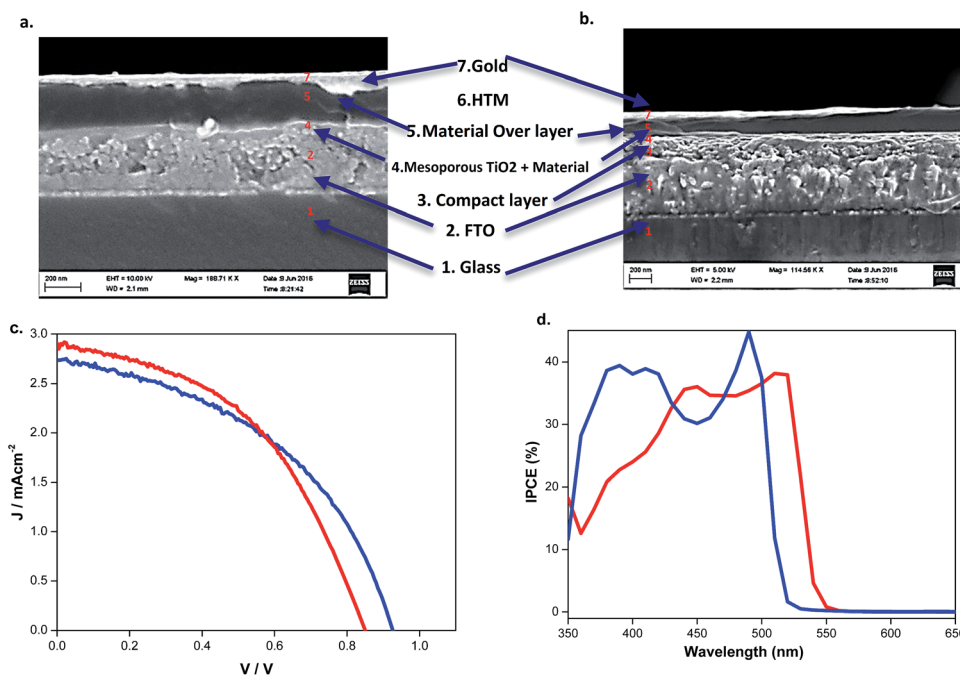 a.
b.
7.Gold
6.HTM
5.Material Over layer
4.Mesoporous TiO2 + Material
3. Compact layer
2. FTO
1. Glass
7
5
4
2
1
7
5
4
1
200 nm
EHT = 10.00 kV
Mag = 188.71 K X
Date :9 Jun 2016
WD = 2.1 mm
Time :8:21:42
ZEISS
200 nm
EHT = 5.00 kV
Mag = 114.56 K X
Date :9 Jun 2016
WD = 2.2 mm
Time :8:52:10
ZEISS
c.
3.0
2.5
2.0
1.5
1.0
0.5
0.0
J / mAcm-2
0.0 0.2 0.4 0.6 0.8 1.0
V / V
d.
40
30
20
10
0
IPCE (%)
350 400 450 500 550 600 650
Wavelength (nm)